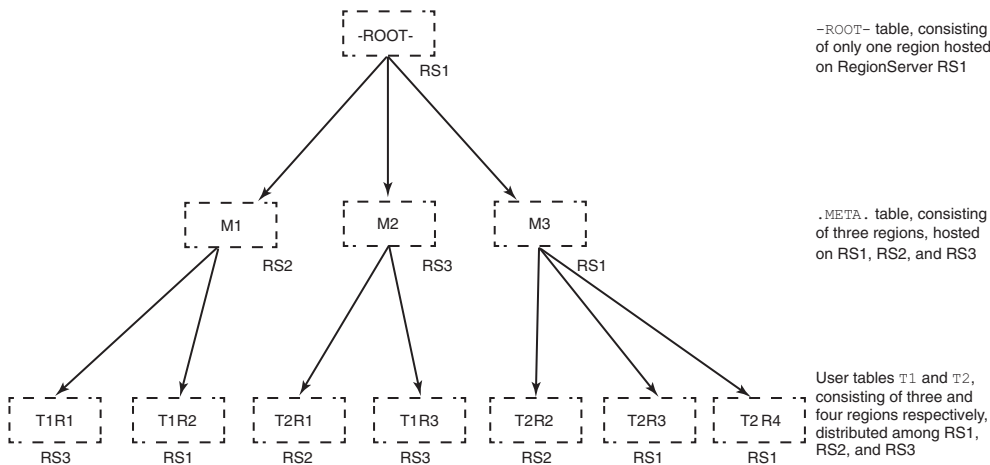 -ROOT-
RS1
-ROOT- table, consisting
of only one region hosted
on RegionServer RS1
M1
M2
M3
RS2
RS3
RS1
.META. table, consisting
of three regions, hosted
on RS1, RS2, and RS3
T1R1
T1R2
T2R1
T1R3
T2R2
T2R3
T2 R4
RS3
RS1
RS2
RS3
RS2
RS1
RS1
User tables T1 and T2,
consisting of three and
four regions respectively,
distributed among RS1,
RS2, and RS3